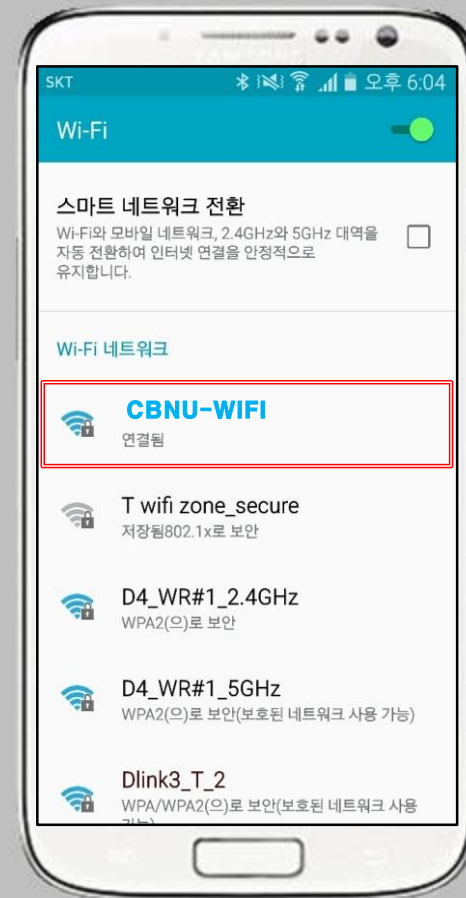 SKT 오후 6:04
Wi-Fi
스마트 네트워크 전환
Wi-Fi와 모바일 네트워크, 2.4GHz와 5GHz 대역을
자동 전환하여 인터넷 연결을 안정적으로
유지합니다.
Wi-Fi 네트워크
CBNU-WIFI
연결됨
T wifi zone_secure
저장됨802.1x로 보안
D4_WR#1_2.4GHz
WPA2(으)로 보안
D4_WR#1_5GHz
WPA2(으)로 보안(보호된 네트워크 사용 가능)
Dlink3_T_2
WPA/WPA2(으)로 보안(보호된 네트워크 사용